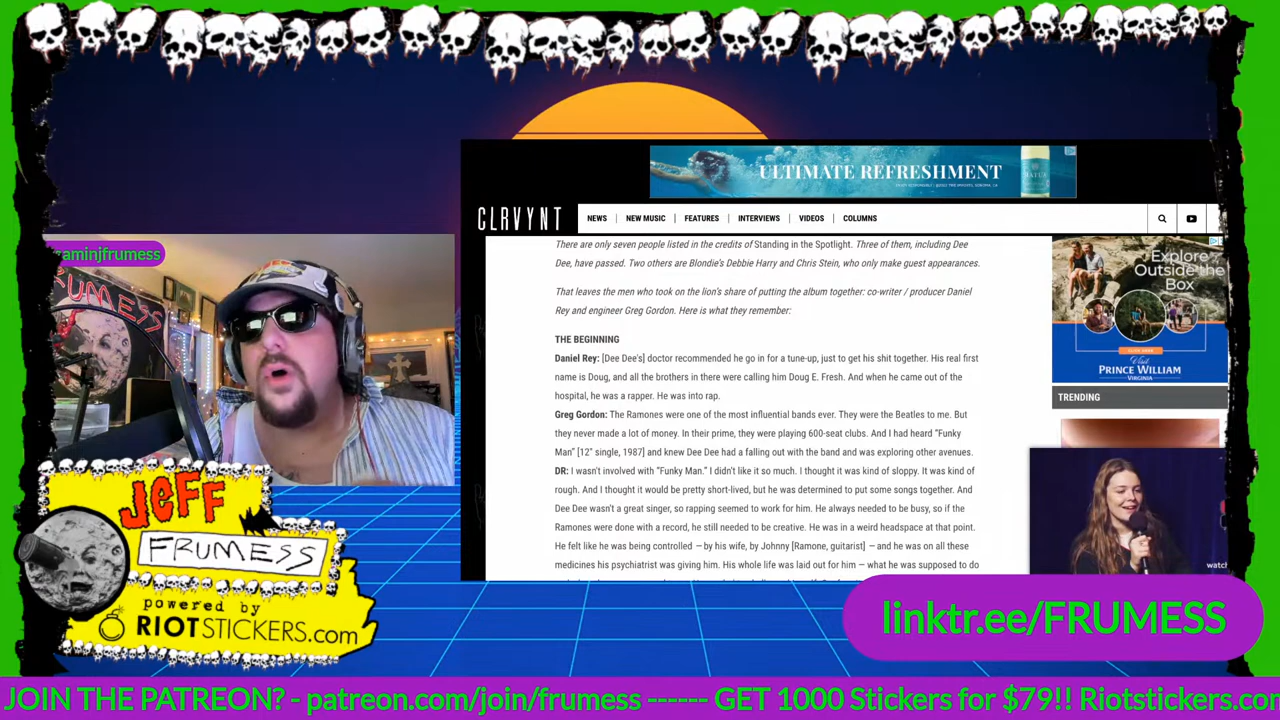 ULTIMATE REFRESHMENT
CLRVYNT
NEWS
NEW MUSIC
FEATURES
INTERVIEWS
VIDEOS
COLUMNS
There are only seven people listed in the credits of Standing in the Spotlight. Three of them, including Dee
Dee, have passed. Two others are Blondie's Debbie Harry and Chris Stein, who only make guest appearances.
That leaves the men who took on the lion's share of putting the album together: co-writer / producer Daniel
Rey and engineer Greg Gordon. Here is what they remember:
THE BEGINNING
Daniel Rey: [Dee Dee's] doctor recommended he go in for a tune-up, just to get his shit together. His real first
name is Doug, and all the brothers in there were calling him Doug E. Fresh. And when he came out of the
hospital, he was a rapper. He was into rap.
Greg Gordon: The Ramones were one of the most influential bands ever. They were the Beatles to me. But
they never made a lot of money. In their prime, they were playing 600-seat clubs. And I had heard "Funky
Man" [12" single, 1987] and knew Dee Dee had a falling out with the band and was exploring other avenues.
DR: I wasn't involved with "Funky Man." I didn't like it so much. I thought it was kind of sloppy. It was kind of
rough. And I thought it would be pretty short-lived, but he was determined to put some songs together. And
Dee Dee wasn't a great singer, so rapping seemed to work for him. He always needed to be busy, so if the
Ramones were done with a record, he still needed to be creative. He was in a weird headspace at that point.
He felt like he was being controlled — by his wife, by Johnny [Ramone, guitarist] — and he was on all these
medicines his psychiatrist was giving him. His whole life was laid out for him — what he was supposed to do
Explore
Outside the
Box
Visit
PRINCE WILLIAM
VIRGINIA
TRENDING
watch
aminjfrumess
FRUMESS
JEFF
FRUMESS
powered by
RIOTSTICKERS.com
linktr.ee/FRUMESS
JOIN THE PATREON? - patreon.com/join/frumess ------ GET 1000 Stickers for $79!! Riotstickers.com